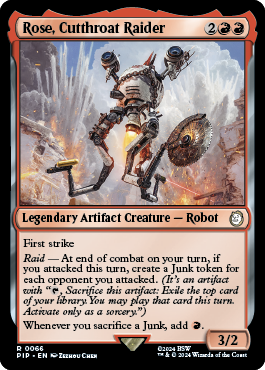 Rose, Cutthroat Raider 2
Legendary Artifact Creature — Robot
First strike
Raid — At end of combat on your turn, if
you attacked this turn, create a Junk token for
each opponent you attacked. (It's an artifact
with “, Sacrifice this artifact: Exile the top card
of your library. You may play that card this turn.
Activate only as a sorcery.”)
Whenever you sacrifice a Junk, add .
3/2
R 0066
PIP • EN Zezhou Chen
©2024 BSW
™ & © 2024 Wizards of the Coast